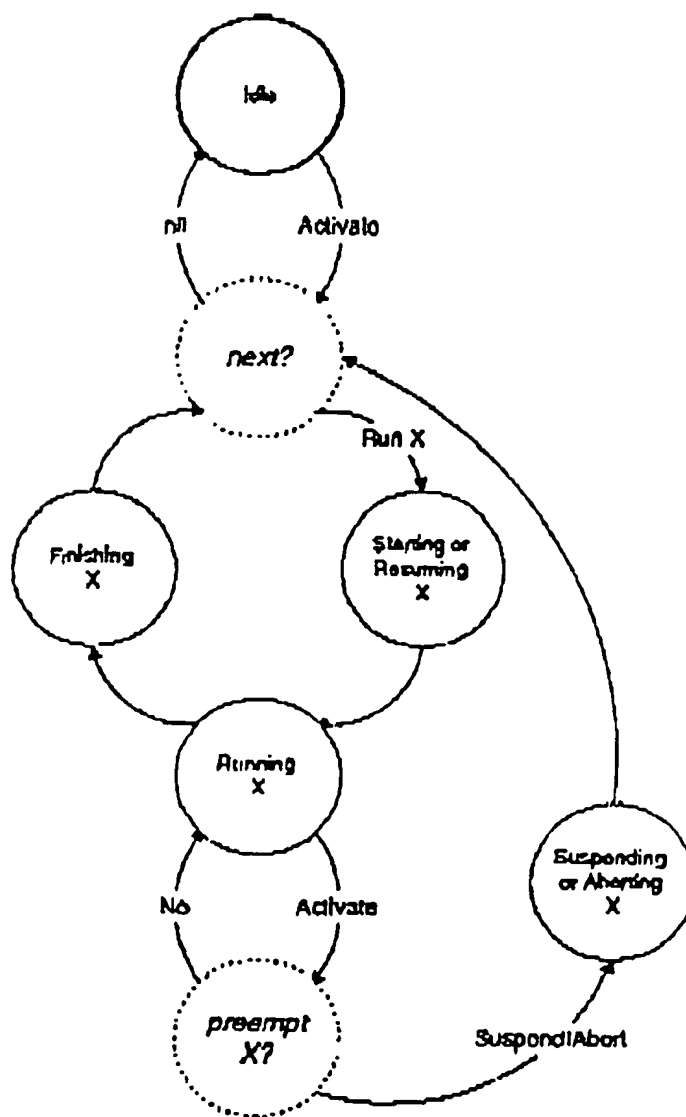 Idle
nil
Activate
next?
Run X
Finishing
X
Starting or
Resuming
X
Running
X
Suspending
or Aborting
X
No
Activate
preempt
X?
Suspend/Abort